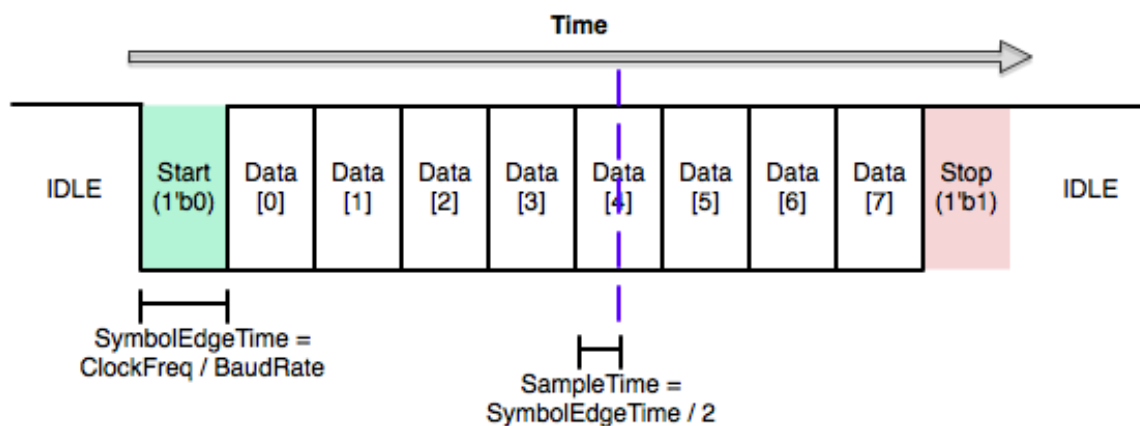 Time
IDLE
Start
(1'b0)
Data
[0]
Data
[1]
Data
[2]
Data
[3]
Data
[4]
Data
[5]
Data
[6]
Data
[7]
Stop
(1'b1)
IDLE
SymbolEdgeTime =
ClockFreq / BaudRate
SampleTime =
SymbolEdgeTime / 2